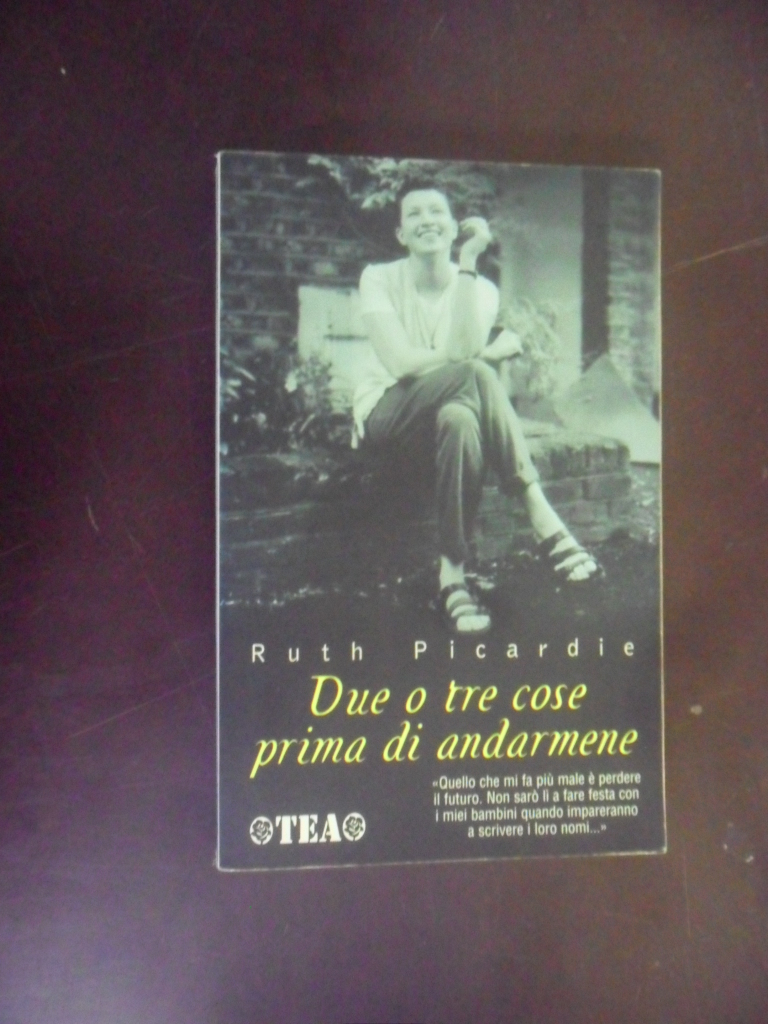 Ruth Picardie
Due o tre cose
prima di andarmene
«Quello che mi fa più male è perdere
il futuro. Non sarò lì a fare festa con
i miei bambini quando impareranno
a scrivere i loro nomi...»
TEA